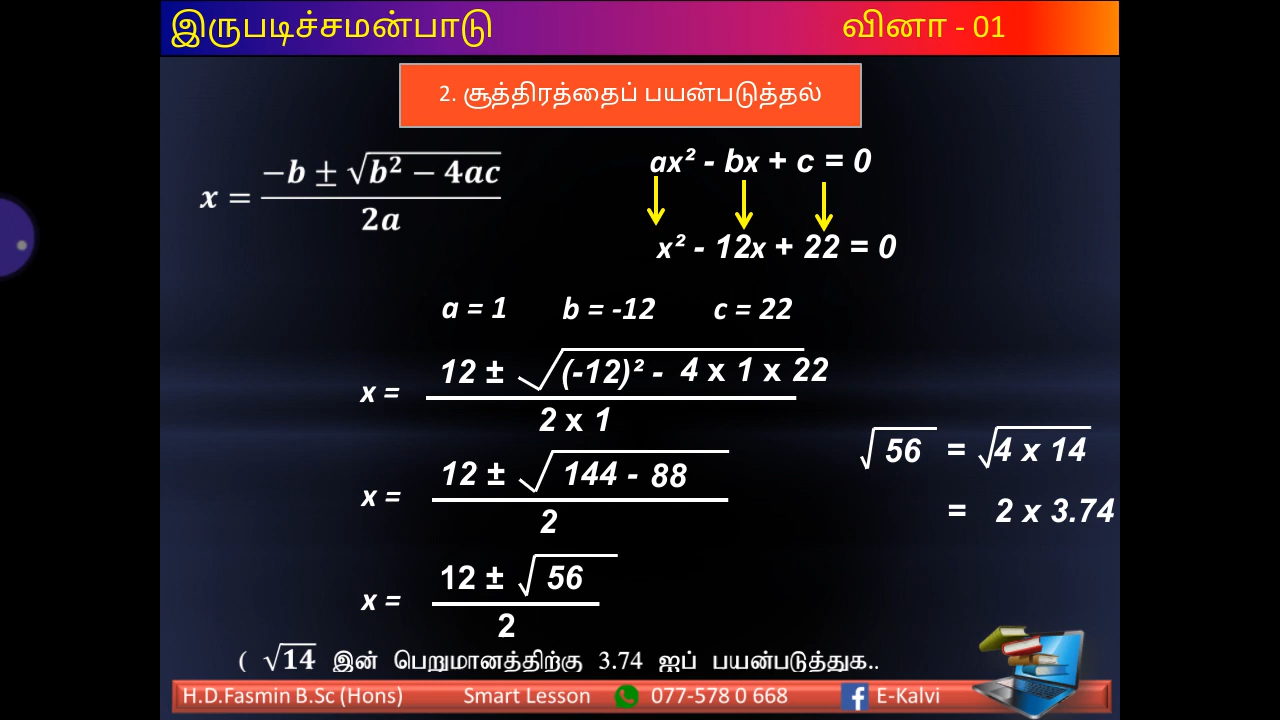 இருபடிச்சமன்பாடு வினா - 01
2. சூத்திரத்தைப் பயன்படுத்தல்
x = (-b ± √(b² − 4ac)) / 2a
ax² - bx + c = 0
x² - 12x + 22 = 0
a = 1 b = -12 c = 22
x = (12 ± √((-12)² - 4 x 1 x 22)) / (2 x 1)
x = (12 ± √(144 - 88)) / 2
√56 = √(4 x 14)
= 2 x 3.74
x = (12 ± √56) / 2
( √14 இன் பெறுமானத்திற்கு 3.74 ஐப் பயன்படுத்துக..
H.D.Fasmin B.Sc (Hons) Smart Lesson 077-578 0 668 E-Kalvi